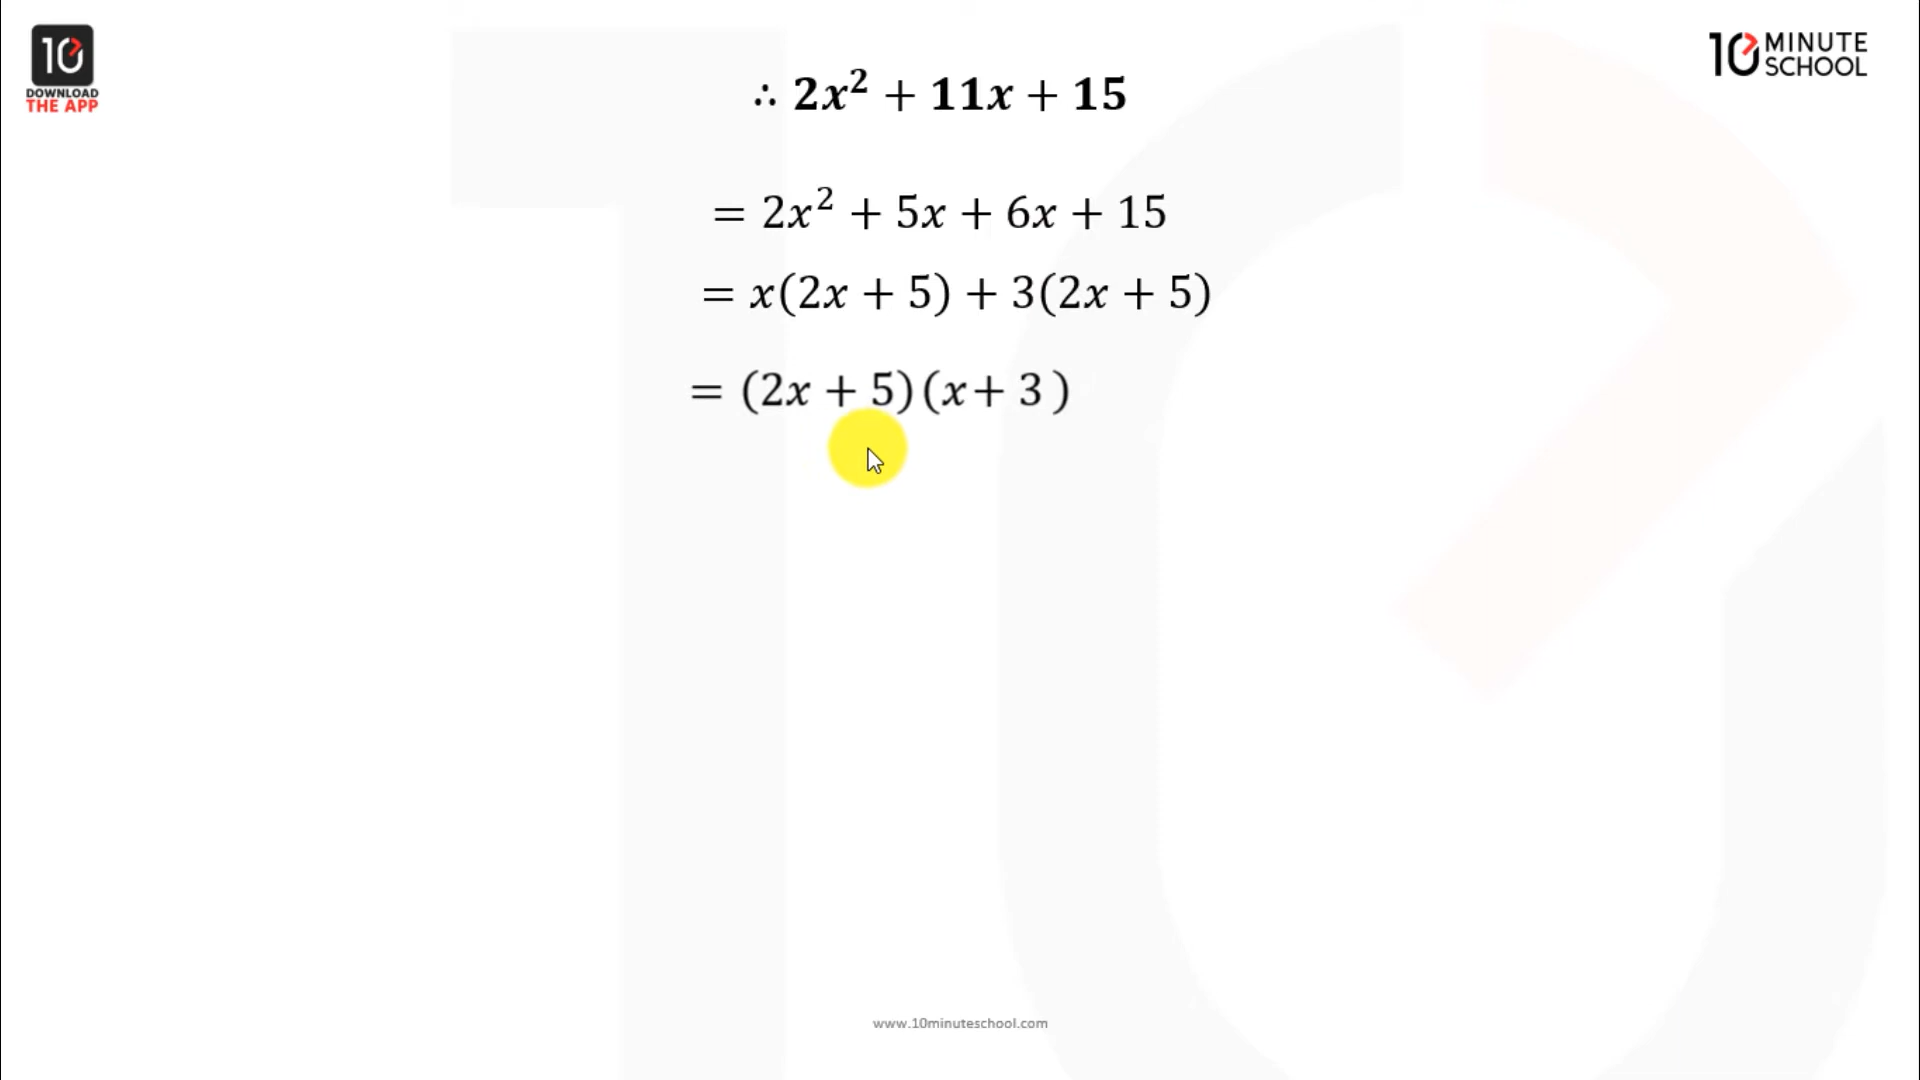 10
DOWNLOAD
THE APP
10 MINUTE
SCHOOL
∴ 2x² + 11x + 15
= 2x² + 5x + 6x + 15
= x(2x + 5) + 3(2x + 5)
= (2x + 5)(x+ 3 )
www.10minuteschool.com